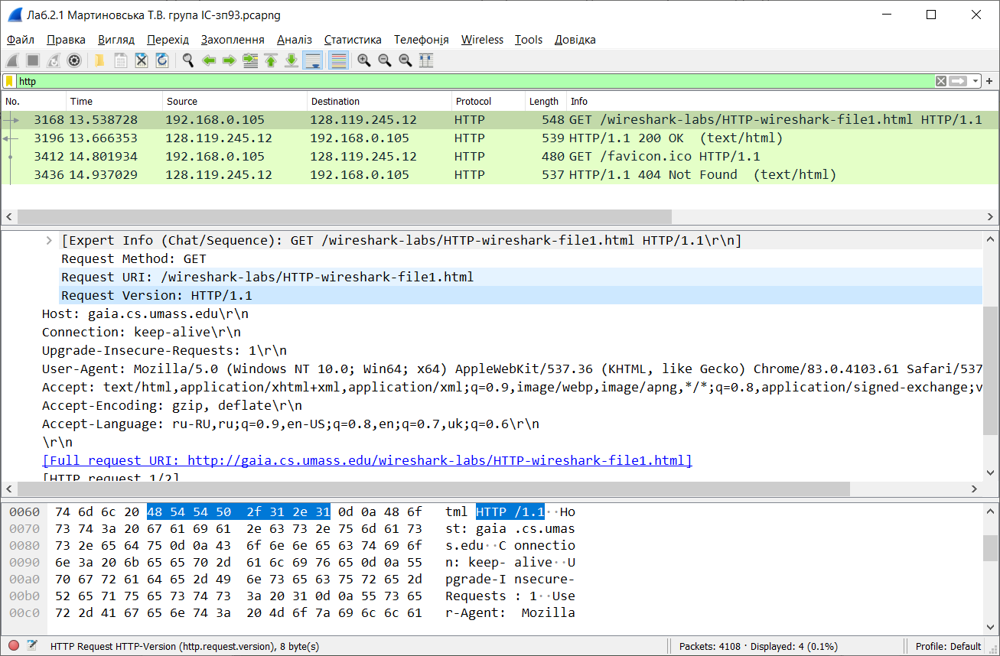 Лаб.2.1 Мартиновська Т.В. група ІС-зп93.pcapng
Файл Правка Вигляд Перехід Захоплення Аналіз Статистика Телефонія Wireless Tools Довідка
http
No. Time Source Destination Protocol Length Info
3168 13.538728 192.168.0.105 128.119.245.12 HTTP 548 GET /wireshark-labs/HTTP-wireshark-file1.html HTTP/1.1
3196 13.666353 128.119.245.12 192.168.0.105 HTTP 539 HTTP/1.1 200 OK (text/html)
3412 14.801934 192.168.0.105 128.119.245.12 HTTP 480 GET /favicon.ico HTTP/1.1
3436 14.937029 128.119.245.12 192.168.0.105 HTTP 537 HTTP/1.1 404 Not Found (text/html)
[Expert Info (Chat/Sequence): GET /wireshark-labs/HTTP-wireshark-file1.html HTTP/1.1\r\n]
Request Method: GET
Request URI: /wireshark-labs/HTTP-wireshark-file1.html
Request Version: HTTP/1.1
Host: gaia.cs.umass.edu\r\n
Connection: keep-alive\r\n
Upgrade-Insecure-Requests: 1\r\n
User-Agent: Mozilla/5.0 (Windows NT 10.0; Win64; x64) AppleWebKit/537.36 (KHTML, like Gecko) Chrome/83.0.4103.61 Safari/537
Accept: text/html,application/xhtml+xml,application/xml;q=0.9,image/webp,image/apng,*/*;q=0.8,application/signed-exchange;v
Accept-Encoding: gzip, deflate\r\n
Accept-Language: ru-RU,ru;q=0.9,en-US;q=0.8,en;q=0.7,uk;q=0.6\r\n
\r\n
[Full request URI: http://gaia.cs.umass.edu/wireshark-labs/HTTP-wireshark-file1.html]
[HTTP request 1/2]
0060 74 6d 6c 20 48 54 54 50 2f 31 2e 31 0d 0a 48 6f tml HTTP /1.1··Ho
0070 73 74 3a 20 67 61 69 61 2e 63 73 2e 75 6d 61 73 st: gaia .cs.umas
0080 73 2e 65 64 75 0d 0a 43 6f 6e 6e 65 63 74 69 6f s.edu··C onnectio
0090 6e 3a 20 6b 65 65 70 2d 61 6c 69 76 65 0d 0a 55 n: keep- alive··U
00a0 70 67 72 61 64 65 2d 49 6e 73 65 63 75 72 65 2d pgrade-I nsecure-
00b0 52 65 71 75 65 73 74 73 3a 20 31 0d 0a 55 73 65 Requests : 1··Use
00c0 72 2d 41 67 65 6e 74 3a 20 4d 6f 7a 69 6c 6c 61 r-Agent: Mozilla
HTTP Request HTTP-Version (http.request.version), 8 byte(s) Packets: 4108 · Displayed: 4 (0.1%) Profile: Default